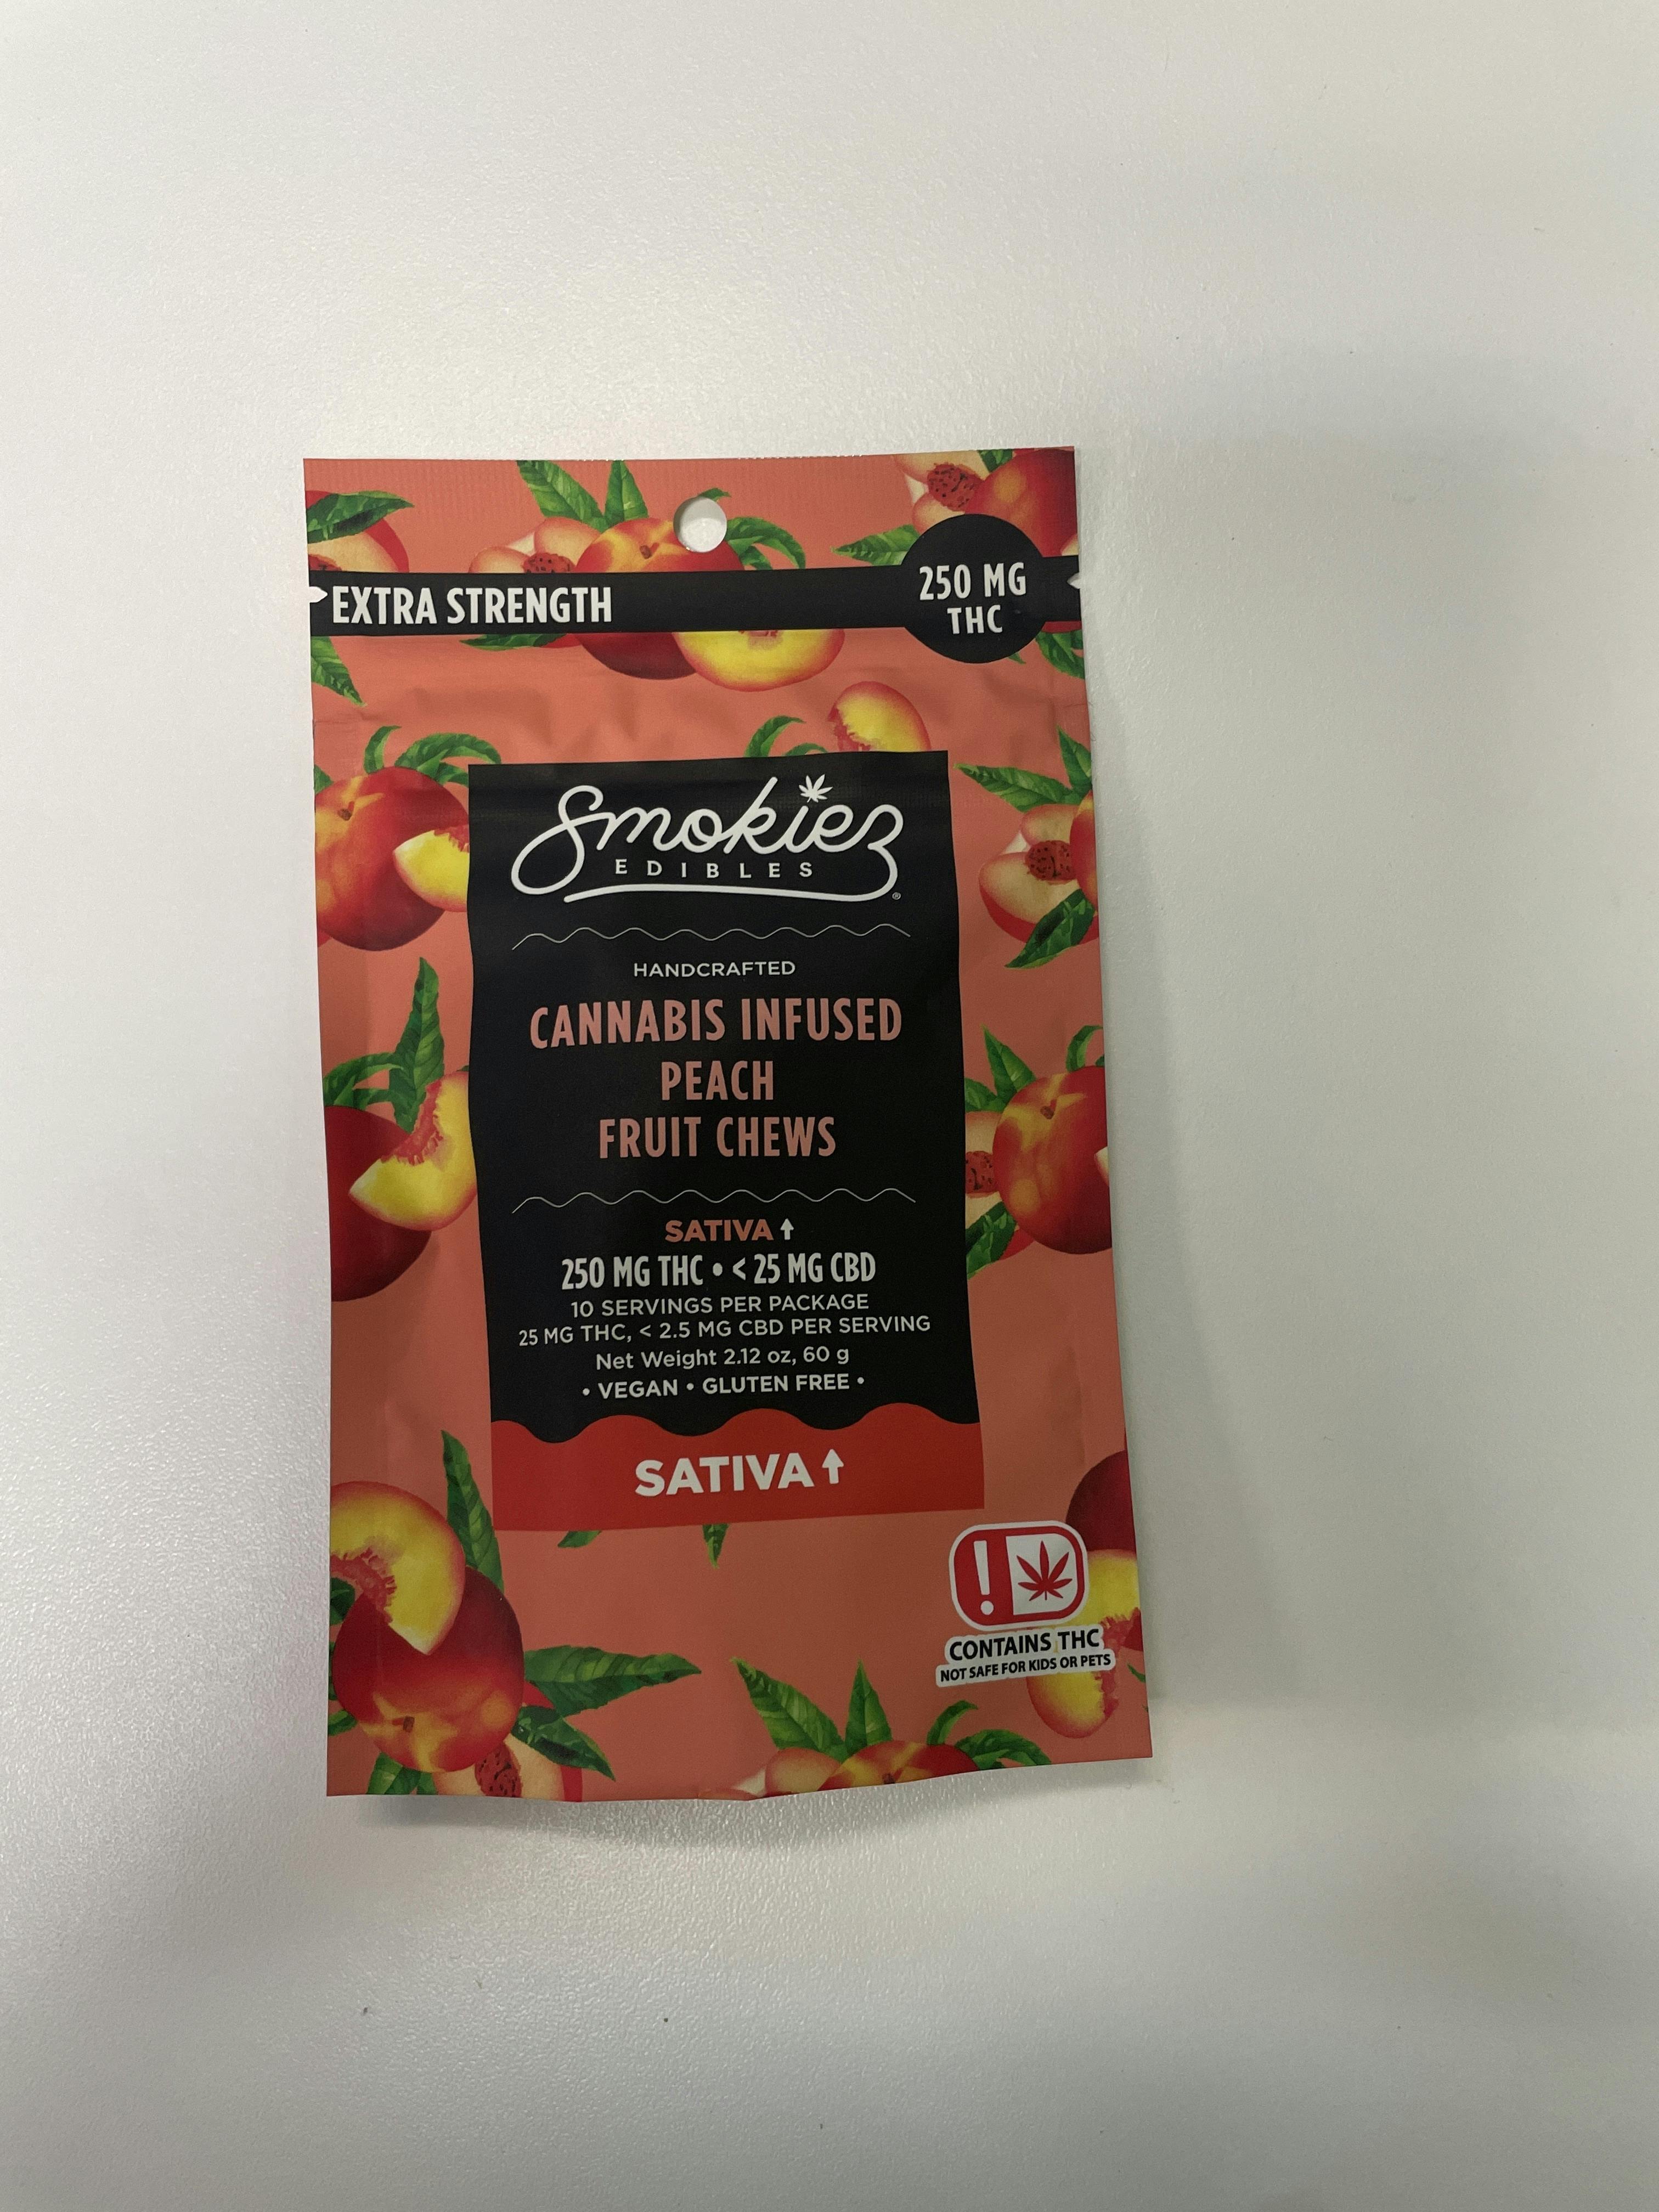 EXTRA STRENGTH
250 MG
THC
Smokiez
EDIBLES®
HANDCRAFTED
CANNABIS INFUSED
PEACH
FRUIT CHEWS
SATIVA ↑
250 MG THC • < 25 MG CBD
10 SERVINGS PER PACKAGE
25 MG THC, < 2.5 MG CBD PER SERVING
Net Weight 2.12 oz, 60 g
• VEGAN • GLUTEN FREE •
SATIVA ↑
!
CONTAINS THC
NOT SAFE FOR KIDS OR PETS